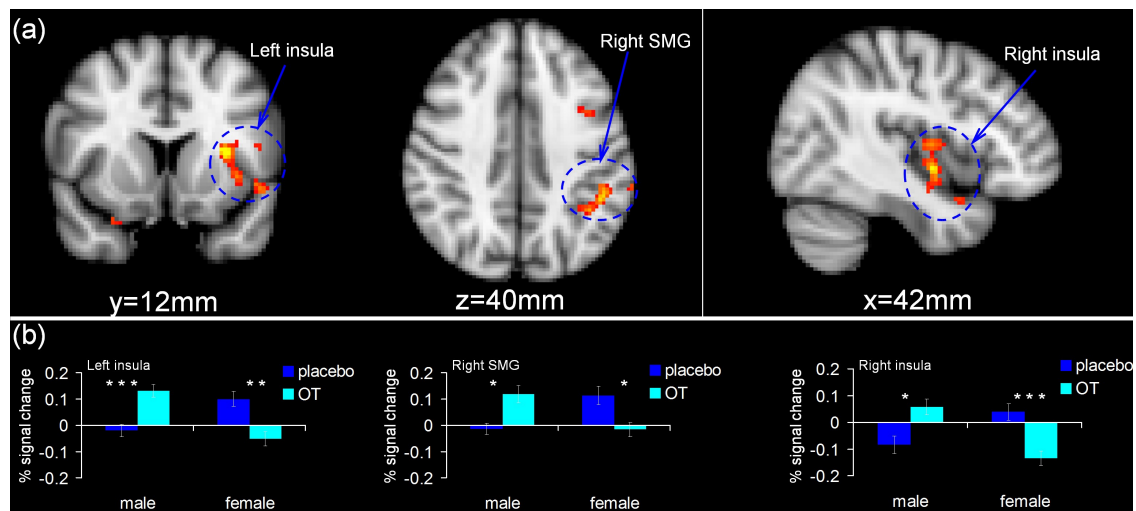 (a)
Left insula
Right SMG
Right insula
y=12mm
z=40mm
x=42mm
(b)
Left insula
% signal change
0.2
0.1
0
-0.1
-0.2
* * *
* *
placebo
OT
male
female
Right SMG
% signal change
0.2
0.1
0
-0.1
-0.2
*
*
placebo
OT
male
female
Right insula
% signal change
0.2
0.1
0
-0.1
-0.2
*
* * *
placebo
OT
male
female